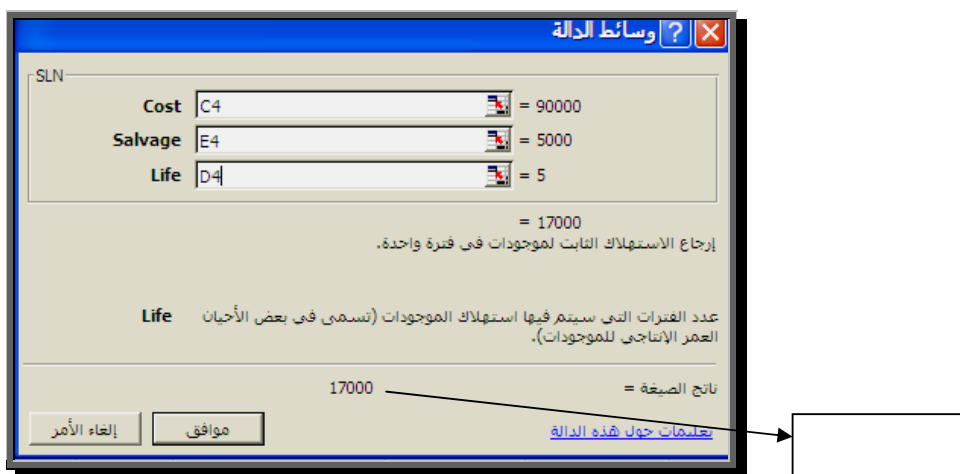 وسائط الدالة
SLN
Cost C4 = 90000
Salvage E4 = 5000
Life D4 = 5
= 17000
إرجاع الاستهلاك الثابت لموجودات في فترة واحدة.
Life عدد الفترات التي سيتم فيها استهلاك الموجودات (تسمى في بعض الأحيان
العمر الإنتاجي للموجودات).
ناتج الصيغة = 17000
تعليمات حول هذه الدالة
موافق
إلغاء الأمر